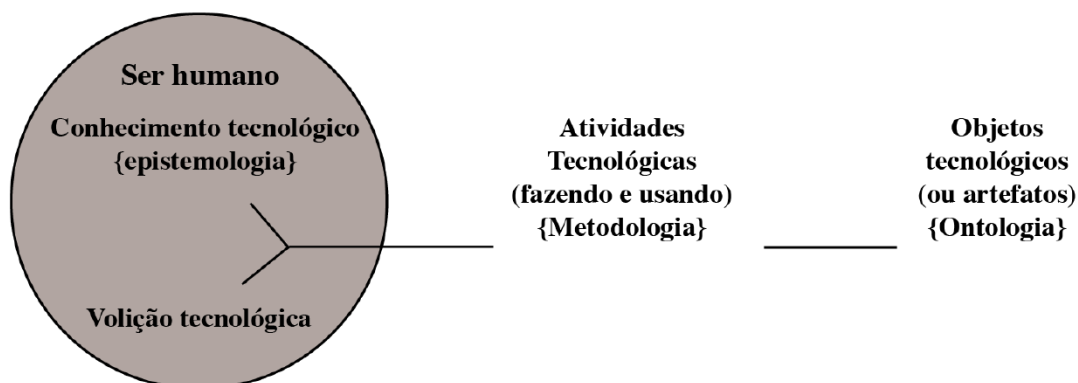 Ser humano
Conhecimento tecnológico
{epistemologia}
Volição tecnológica
Atividades
Tecnológicas
(fazendo e usando)
{Metodologia}
Objetos
tecnológicos
(ou artefatos)
{Ontologia}